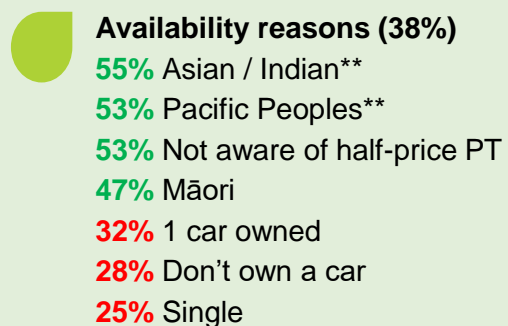 Availability reasons (38%)
55% Asian / Indian**
53% Pacific Peoples**
53% Not aware of half-price PT
47% Māori
32% 1 car owned
28% Don't own a car
25% Single